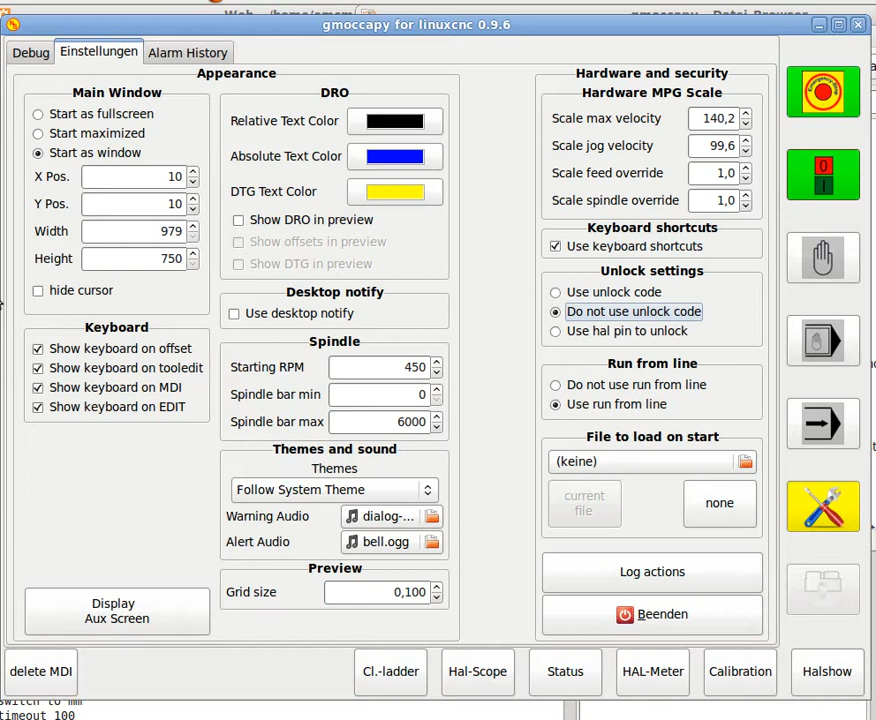 gmoccapy for linuxcnc 0.9.6
Debug
Einstellungen
Alarm History
Appearance
Main Window
Start as fullscreen
Start maximized
Start as window
X Pos. 10
Y Pos. 10
Width 979
Height 750
hide cursor
Keyboard
Show keyboard on offset
Show keyboard on tooledit
Show keyboard on MDI
Show keyboard on EDIT
Display
Aux Screen
DRO
Relative Text Color
Absolute Text Color
DTG Text Color
Show DRO in preview
Show offsets in preview
Show DTG in preview
Desktop notify
Use desktop notify
Spindle
Starting RPM 450
Spindle bar min 0
Spindle bar max 6000
Themes and sound
Themes
Follow System Theme
Warning Audio dialog-...
Alert Audio bell.ogg
Preview
Grid size 0,100
Hardware and security
Hardware MPG Scale
Scale max velocity 140,2
Scale jog velocity 99,6
Scale feed override 1,0
Scale spindle override 1,0
Keyboard shortcuts
Use keyboard shortcuts
Unlock settings
Use unlock code
Do not use unlock code
Use hal pin to unlock
Run from line
Do not use run from line
Use run from line
File to load on start
(keine)
current
file
none
Log actions
Beenden
0
I
delete MDI
Cl.-ladder
Hal-Scope
Status
HAL-Meter
Calibration
Halshow
switch to mm
timeout 100